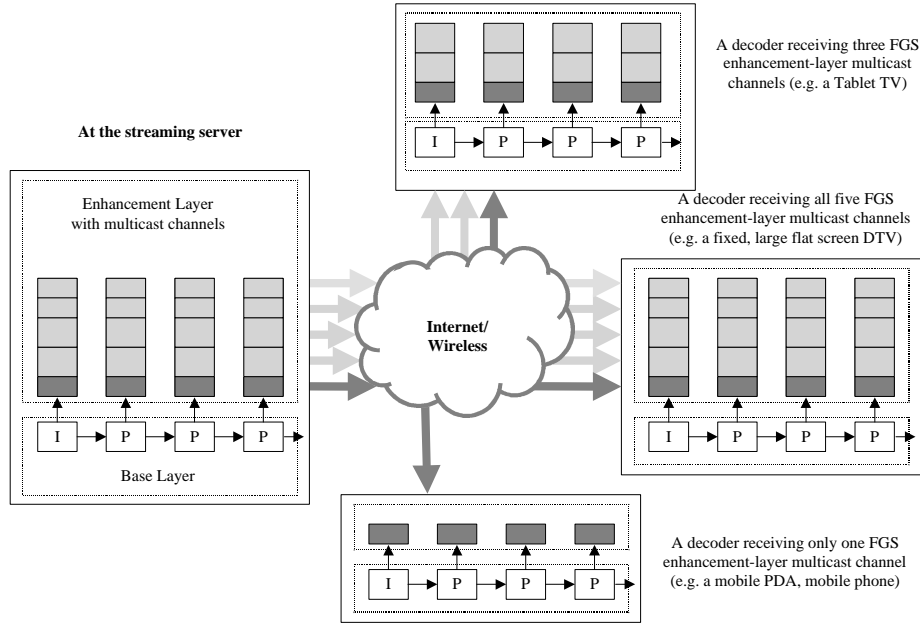 A decoder receiving three FGS
enhancement-layer multicast
channels (e.g. a Tablet TV)
I P P P
At the streaming server
Enhancement Layer
with multicast channels
I P P P
Base Layer
Internet/
Wireless
A decoder receiving all five FGS
enhancement-layer multicast channels
(e.g. a fixed, large flat screen DTV)
I P P P
I P P P
A decoder receiving only one FGS
enhancement-layer multicast channel
(e.g. a mobile PDA, mobile phone)